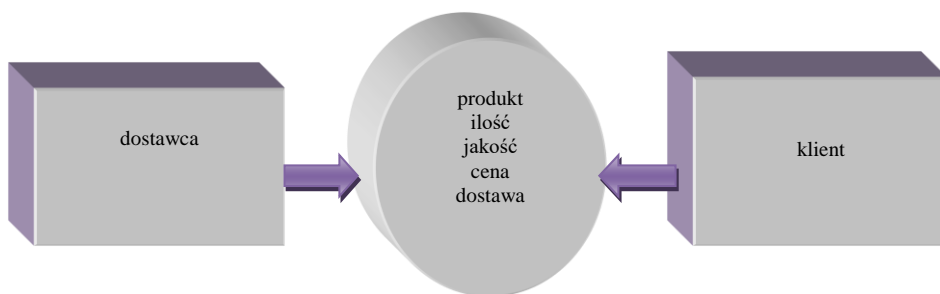 dostawca
produkt
ilość
jakość
cena
dostawa
klient